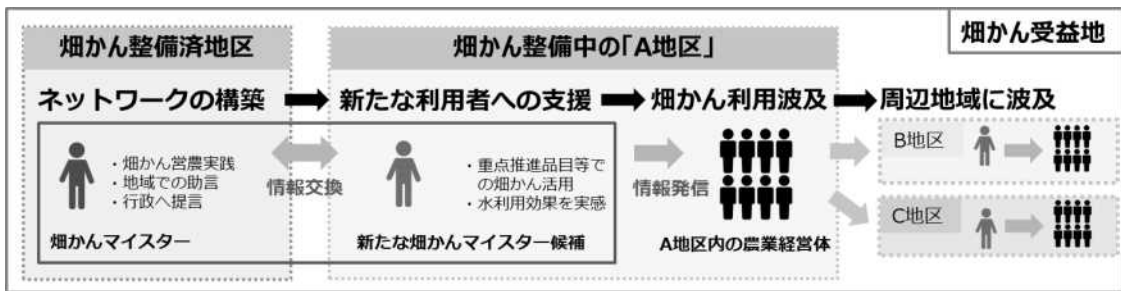 畑かん受益地
畑かん整備済地区
畑かん整備中の「A地区」
ネットワークの構築
新たな利用者への支援
畑かん利用波及
周辺地域に波及
・畑かん営農実践
・地域での助言
・行政へ提言
畑かんマイスター
情報交換
・重点推進品目等で
の畑かん活用
・水利用効果を実感
新たな畑かんマイスター候補
情報発信
A地区内の農業経営体
B地区
C地区